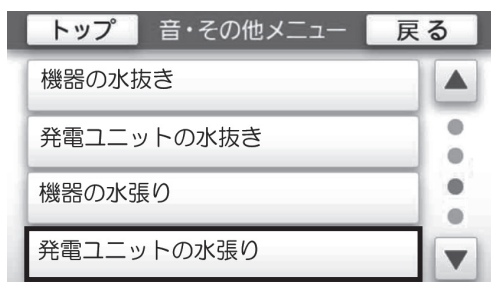 トップ 音・その他メニュー 戻る
機器の水抜き
発電ユニットの水抜き
機器の水張り
発電ユニットの水張り